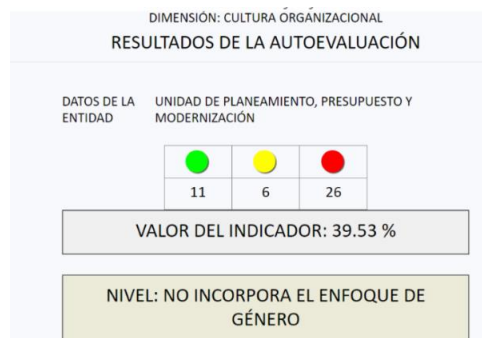 DIMENSIÓN: CULTURA ORGANIZACIONAL
RESULTADOS DE LA AUTOEVALUACIÓN
DATOS DE LA ENTIDAD
UNIDAD DE PLANEAMIENTO, PRESUPUESTO Y
MODERNIZACIÓN
11 6 26
VALOR DEL INDICADOR: 39.53 %
NIVEL: NO INCORPORA EL ENFOQUE DE
GÉNERO